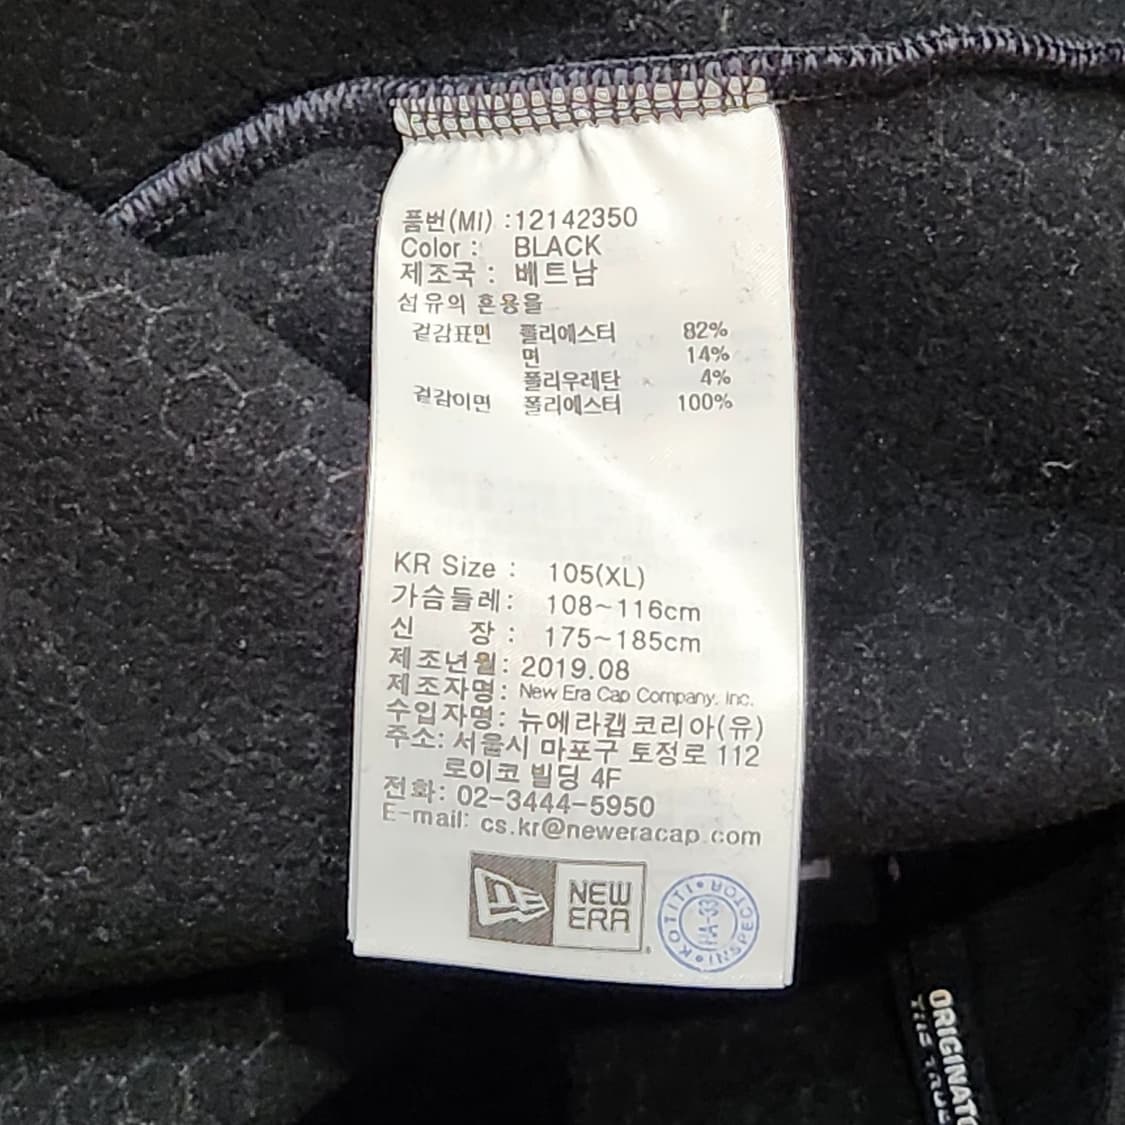 품번(MI) :12142350
Color : BLACK
제조국 : 베트남
섬유의 혼용율
겉감표면 폴리에스터 82%
면 14%
폴리우레탄 4%
겉감이면 폴리에스터 100%
KR Size : 105(XL)
가슴둘레: 108~116cm
신 장 : 175~185cm
제조년월: 2019.08
제조자명: New Era Cap Company, Inc.
수입자명: 뉴에라캡코리아(유)
주소: 서울시 마포구 토정로 112
로이코 빌딩 4F
전화: 02-3444-5950
E-mail: cs.kr@neweracap.com
NEW
ERA
KOTITI INSPECTOR
ORIGINATO
THE TRUE